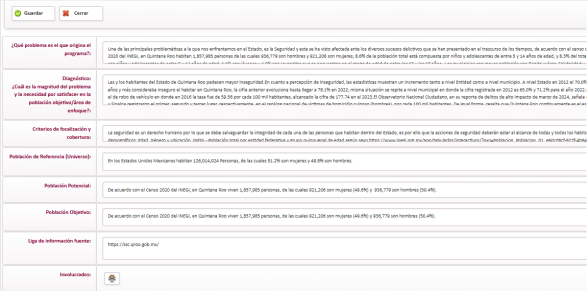 Guardar
Cerrar
¿Qué problema es el que origina el programa?:
Una de las principales problemáticas a la que nos enfrentamos en el Estado, es la Seguridad y este se ha visto afectada ante los diversos sucesos delictivos que se han presentado en el trascurso de los tiempos, de acuerdo con el censo
2020 del INEGI, en Quintana Roo habitan 1,857,985 personas de las cuales 936,779 son hombres y 921,206 son mujeres, 8.6% de la población total está compuesta por niños y adolescentes de entre 5 y 14 años de edad, y 8.3% del
Diagnóstico:
¿Cuál es la magnitud del problema y la necesidad por satisfacer en la población objetivo/área de enfoque?:
Las y los habitantes del Estado de Quintana Roo padecen mayor inseguridad. En cuanto a percepción de inseguridad, las estadísticas muestran un incremento tanto a nivel Entidad como a nivel municipio. A nivel Estado en 2012 el
años y más consideraba inseguro el habitar en Quintana Roo, la cifra anterior evoluciona hasta llegar a 78.1% en 2022; misma situación se repite a nivel municipal en donde la cifra registrada en 2012 es 65.0% y 71.2% para el año 2022
el de robo de vehículo en donde en 2016 la tasa fue de 59.56 por cada 100 mil habitantes, alcanzado la cifra de 177.74 en el 2023.El Observatorio Nacional Ciudadano, en su reporte de delitos de alto impacto de marzo de 2024, señala
Criterios de focalización y cobertura:
La seguridad es un derecho humano por lo que se debe salvaguardar la integridad de cada una de las personas que habitan dentro del Estado, es por ello que la acciones de seguridad deberán estar al alcance de todas y todos los
Población de Referencia (Universo):
En los Estados Unidos Mexicanos habitan 126,014,024 Personas, de las cuales 51.2% son mujeres y 48.8% son hombres.
Población Potencial:
De acuerdo con el Censo 2020 del INEGI, en Quintana Roo viven 1,857,985 personas, de las cuales 921,206 son mujeres (49.6%) y 936,779 son hombres (50.4%).
Población Objetivo:
De acuerdo con el Censo 2020 del INEGI, en Quintana Roo viven 1,857,985 personas, de las cuales 921,206 son mujeres (49.6%) y 936,779 son hombres (50.4%).
Liga de información fuente:
https://ssc.qroo.gob.mx/
Involucrados: